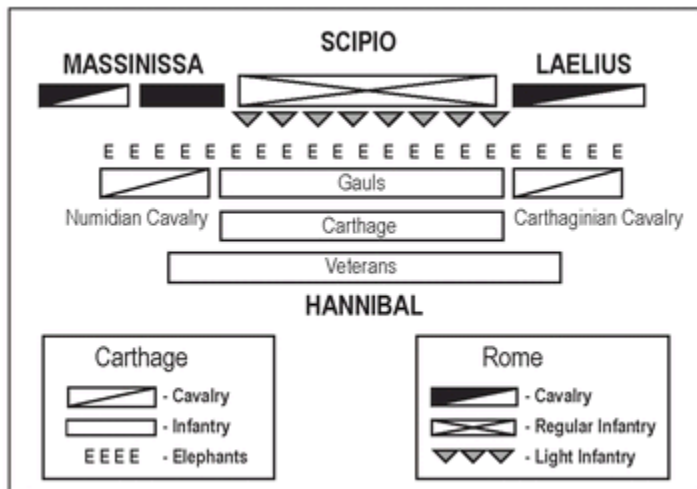 SCIPIO
MASSINISSA
LAELIUS
E E E E E E E E E E E E E E E E E E E E E
Gauls
Numidian Cavalry
Carthaginian Cavalry
Carthage
Veterans
HANNIBAL
Carthage
- Cavalry
- Infantry
E E E E - Elephants
Rome
- Cavalry
- Regular Infantry
- Light Infantry